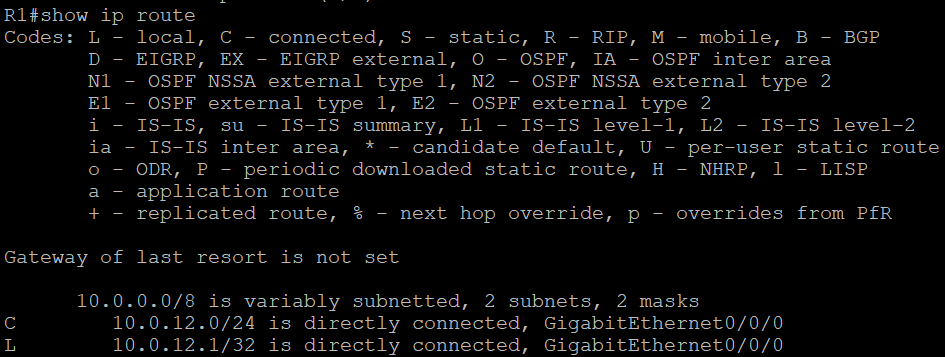 R1#show ip route
Codes: L - local, C - connected, S - static, R - RIP, M - mobile, B - BGP
D - EIGRP, EX - EIGRP external, O - OSPF, IA - OSPF inter area
N1 - OSPF NSSA external type 1, N2 - OSPF NSSA external type 2
E1 - OSPF external type 1, E2 - OSPF external type 2
i - IS-IS, su - IS-IS summary, L1 - IS-IS level-1, L2 - IS-IS level-2
ia - IS-IS inter area, * - candidate default, U - per-user static route
o - ODR, P - periodic downloaded static route, H - NHRP, l - LISP
a - application route
+ - replicated route, % - next hop override, p - overrides from PfR
Gateway of last resort is not set
10.0.0.0/8 is variably subnetted, 2 subnets, 2 masks
C 10.0.12.0/24 is directly connected, GigabitEthernet0/0/0
L 10.0.12.1/32 is directly connected, GigabitEthernet0/0/0